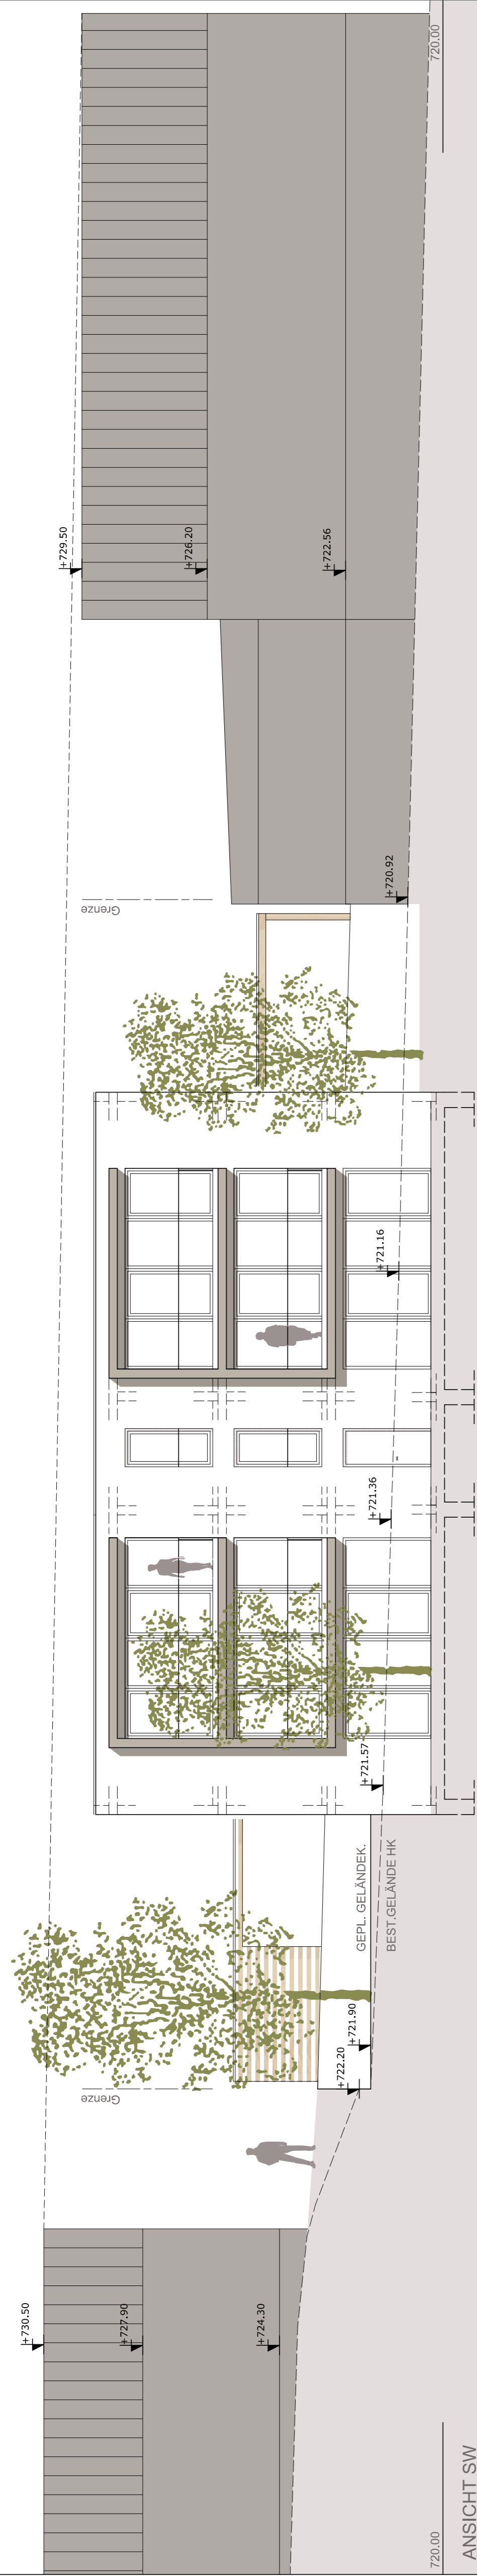 +730.50
+727.90
+724.30
Grenze
+722.20
+721.90
GEPL. GELÄNDEK.
BEST.GELÄNDE HK
+721.57
+721.36
+721.16
Grenze
+720.92
+729.50
+726.20
+722.56
720.00
720.00
ANSICHT SW